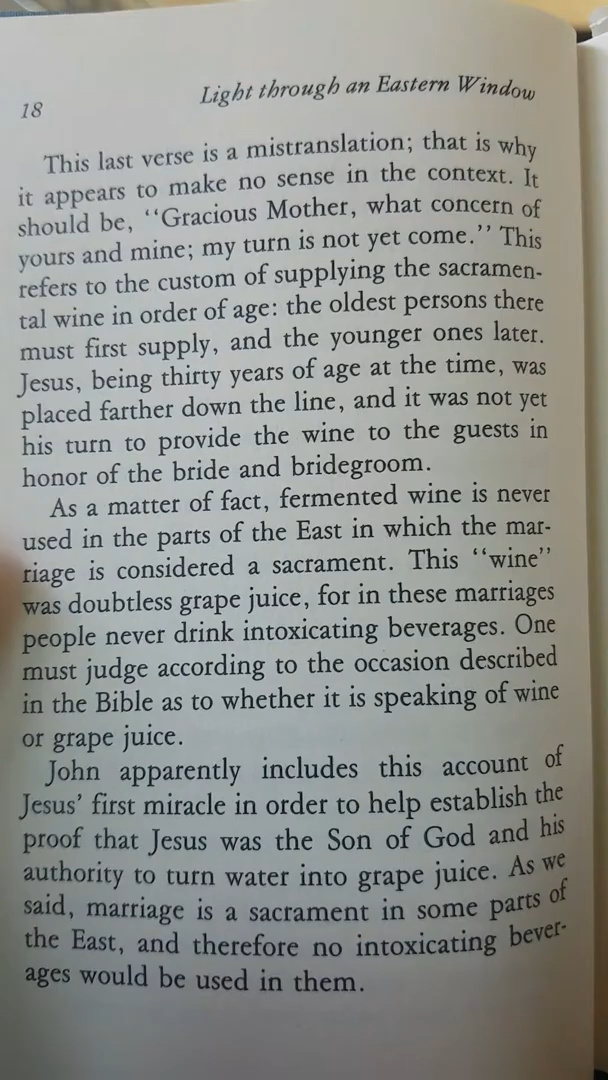 18
Light through an Eastern Window
This last verse is a mistranslation; that is why
it appears to make no sense in the context. It
should be, ‘‘Gracious Mother, what concern of
yours and mine; my turn is not yet come.’’ This
refers to the custom of supplying the sacramen-
tal wine in order of age: the oldest persons there
must first supply, and the younger ones later.
Jesus, being thirty years of age at the time, was
placed farther down the line, and it was not yet
his turn to provide the wine to the guests in
honor of the bride and bridegroom.
As a matter of fact, fermented wine is never
used in the parts of the East in which the mar-
riage is considered a sacrament. This ‘‘wine’’
was doubtless grape juice, for in these marriages
people never drink intoxicating beverages. One
must judge according to the occasion described
in the Bible as to whether it is speaking of wine
or grape juice.
John apparently includes this account of
Jesus’ first miracle in order to help establish the
proof that Jesus was the Son of God and his
authority to turn water into grape juice. As we
said, marriage is a sacrament in some parts of
the East, and therefore no intoxicating bever-
ages would be used in them.